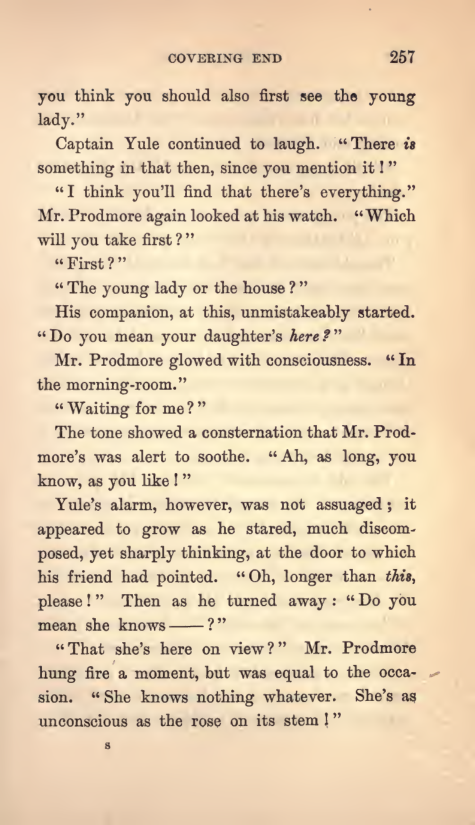 COVERING END 257
you think you should also first see the young
lady.”
Captain Yule continued to laugh. “There is
something in that then, since you mention it!”
“I think you’ll find that there’s everything.”
Mr. Prodmore again looked at his watch. “Which
will you take first?”
“First?”
“The young lady or the house?”
His companion, at this, unmistakeably started.
“Do you mean your daughter’s here?”
Mr. Prodmore glowed with consciousness. “In
the morning-room.”
“Waiting for me?”
The tone showed a consternation that Mr. Prod-
more’s was alert to soothe. “Ah, as long, you
know, as you like!”
Yule’s alarm, however, was not assuaged; it
appeared to grow as he stared, much discom-
posed, yet sharply thinking, at the door to which
his friend had pointed. “Oh, longer than this,
please!” Then as he turned away: “Do you
mean she knows——?”
“That she’s here on view?” Mr. Prodmore
hung fire a moment, but was equal to the occa-
sion. “She knows nothing whatever. She’s as
unconscious as the rose on its stem!”
s